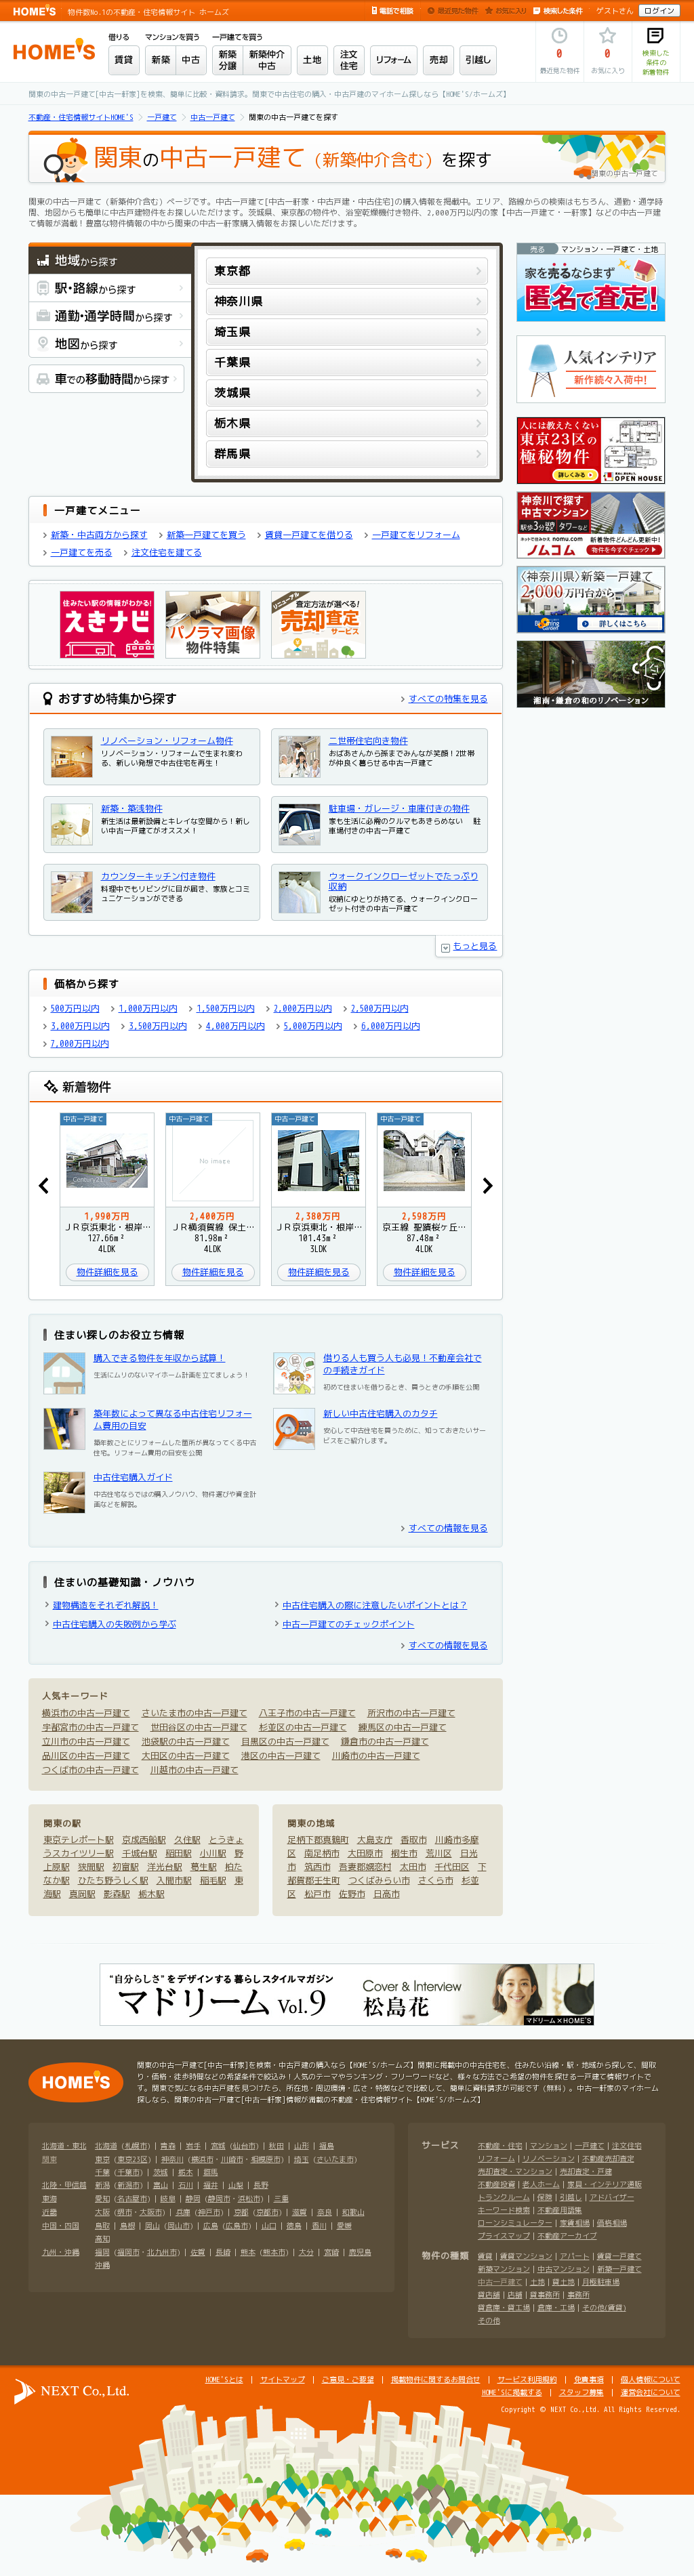 HOME'S 物件数No.1の不動産・住宅情報サイト ホームズ
電話で相談 最近見た物件 お気に入り 検索した条件 ゲストさん ログイン
HOME'S
借りる マンションを買う 一戸建てを買う
賃貸 新築 中古 新築分譲 新築仲介中古 土地 注文住宅 リフォーム 売却 引越し
0 最近見た物件 0 お気に入り 検索した条件の新着物件
関東の中古一戸建て[中古一軒家]を検索、簡単に比較・資料請求。関東で中古住宅の購入・中古戸建のマイホーム探しなら【HOME'S/ホームズ】
不動産・住宅情報サイトHOME'S 一戸建て 中古一戸建て 関東の中古一戸建てを探す
関東の中古一戸建て（新築仲介含む）を探す
関東の中古一戸建て
関東の中古一戸建て（新築仲介含む）ページです。中古一戸建て[中古一軒家・中古戸建・中古住宅]の購入情報を掲載中。エリア、路線からの検索はもちろん、通勤・通学時間、地図からも簡単に中古戸建物件をお探しいただけます。茨城県、東京都の物件や、浴室乾燥機付き物件、2,000万円以内の家【中古一戸建て・一軒家】などの中古一戸建て情報が満載！豊富な物件情報の中から関東の中古一軒家購入情報をお探しいただけます。
地域から探す
駅・路線から探す
通勤・通学時間から探す
地図から探す
車での移動時間から探す
東京都
神奈川県
埼玉県
千葉県
茨城県
栃木県
群馬県
売る マンション・一戸建て・土地
家を売るならまず
匿名で査定!
人気インテリア
新作続々入荷中!
人には教えたくない
東京23区の
極秘物件
詳しくみる
OPEN HOUSE
神奈川で探す
中古マンション
駅歩3分など 築浅 タワーなど
ネットで住みかえ nomu.com
ノムコム
新着物件どんどん更新中!
物件を今すぐチェック
〈神奈川県〉新築一戸建て
2,000万円台から
Blooming Garden
詳しくはこちら
湘南・鎌倉の和のリノベーション
一戸建てメニュー
新築・中古両方から探す 新築一戸建てを買う 賃貸一戸建てを借りる 一戸建てをリフォーム
一戸建てを売る 注文住宅を建てる
住みたい駅の情報がわかる!
えきナビ
パノラマ画像
物件特集
リニューアル
査定方法が選べる!
売却査定
サービス
おすすめ特集から探す すべての特集を見る
リノベーション・リフォーム物件
リノベーション・リフォームで生まれ変わる、新しい発想で中古住宅を再生！
二世帯住宅向き物件
おばあさんから孫までみんなが笑顔！2世帯が仲良く暮らせる中古一戸建て
新築・築浅物件
新生活は最新設備とキレイな空間から！新しい中古一戸建てがオススメ！
駐車場・ガレージ・車庫付きの物件
家も生活に必需のクルマもあきらめない 駐車場付きの中古一戸建て
カウンターキッチン付き物件
料理中でもリビングに目が届き、家族とコミュニケーションができる
ウォークインクローゼットでたっぷり収納
収納にゆとりが持てる、ウォークインクローゼット付きの中古一戸建て
もっと見る
価格から探す
500万円以内 1,000万円以内 1,500万円以内 2,000万円以内 2,500万円以内
3,000万円以内 3,500万円以内 4,000万円以内 5,000万円以内 6,000万円以内
7,000万円以内
新着物件
中古一戸建て 中古一戸建て 中古一戸建て 中古一戸建て
No image
1,990万円 2,400万円 2,380万円 2,598万円
ＪＲ京浜東北・根岸… ＪＲ横須賀線 保土… ＪＲ京浜東北・根岸… 京王線 聖蹟桜ヶ丘…
127.66m² 81.98m² 101.43m² 87.48m²
4LDK 4LDK 3LDK 4LDK
物件詳細を見る 物件詳細を見る 物件詳細を見る 物件詳細を見る
住まい探しのお役立ち情報
購入できる物件を年収から試算！
生活にムリのないマイホーム計画を立てましょう！
借りる人も買う人も必見！不動産会社での手続きガイド
初めて住まいを借りるとき、買うときの手順を公開
築年数によって異なる中古住宅リフォーム費用の目安
築年数ごとにリフォームした箇所が異なってくる中古住宅。リフォーム費用の目安を公開
新しい中古住宅購入のカタチ
安心して中古住宅を買うために、知っておきたいサービスをご紹介します。
中古住宅購入ガイド
中古住宅ならではの購入ノウハウ、物件選びや資金計画などを解説。
すべての情報を見る
住まいの基礎知識・ノウハウ
建物構造をそれぞれ解説！ 中古住宅購入の際に注意したいポイントとは？
中古住宅購入の失敗例から学ぶ 中古一戸建てのチェックポイント
すべての情報を見る
人気キーワード
横浜市の中古一戸建て さいたま市の中古一戸建て 八王子市の中古一戸建て 所沢市の中古一戸建て
宇都宮市の中古一戸建て 世田谷区の中古一戸建て 杉並区の中古一戸建て 練馬区の中古一戸建て
立川市の中古一戸建て 池袋駅の中古一戸建て 目黒区の中古一戸建て 鎌倉市の中古一戸建て
品川区の中古一戸建て 大田区の中古一戸建て 港区の中古一戸建て 川崎市の中古一戸建て
つくば市の中古一戸建て 川越市の中古一戸建て
関東の駅
東京テレポート駅 京成西船駅 久住駅 とうきょうスカイツリー駅 千城台駅 稲田駅 小川駅 野上原駅 狭間駅 初富駅 洋光台駅 葛生駅 柏たなか駅 ひたち野うしく駅 入間市駅 稲毛駅 東海駅 真岡駅 影森駅 栃木駅
関東の地域
足柄下郡真鶴町 大島支庁 香取市 川崎市多摩区 南足柄市 大田原市 桐生市 荒川区 日光市 筑西市 吾妻郡嬬恋村 太田市 千代田区 下都賀郡壬生町 つくばみらい市 さくら市 杉並区 松戸市 佐野市 日高市
“自分らしさ”をデザインする暮らしスタイルマガジン
マドリーム Vol.9
Cover & Interview
松島花
マドリーム×HOME'S
HOME'S
関東の中古一戸建て[中古一軒家]を検索・中古戸建の購入なら【HOME'S/ホームズ】関東に掲載中の中古住宅を、住みたい沿線・駅・地域から探して、間取り・価格・徒歩時間などの希望条件で絞込み！人気のテーマやランキング・フリーワードなど、様々な方法でご希望の物件を探せる一戸建て情報サイトです。関東で気になる中古戸建を見つけたら、所在地・周辺環境・広さ・特徴などで比較して、簡単に資料請求が可能です（無料）。中古一軒家のマイホーム探しなら、関東の中古一戸建て[中古一軒家]情報が満載の不動産・住宅情報サイト【HOME'S/ホームズ】
北海道・東北 北海道 (札幌市) | 青森 | 岩手 | 宮城 (仙台市) | 秋田 | 山形 | 福島
関東 東京 (東京23区) | 神奈川 (横浜市・川崎市・相模原市) | 埼玉 (さいたま市)
千葉 (千葉市) | 茨城 | 栃木 | 群馬
北陸・甲信越 新潟 (新潟市) | 富山 | 石川 | 福井 | 山梨 | 長野
東海 愛知 (名古屋市) | 岐阜 | 静岡 (静岡市・浜松市) | 三重
近畿 大阪 (堺市・大阪市) | 兵庫 (神戸市) | 京都 (京都市) | 滋賀 | 奈良 | 和歌山
中国・四国 鳥取 | 島根 | 岡山 (岡山市) | 広島 (広島市) | 山口 | 徳島 | 香川 | 愛媛
高知
九州・沖縄 福岡 (福岡市・北九州市) | 佐賀 | 長崎 | 熊本 (熊本市) | 大分 | 宮崎 | 鹿児島
沖縄
サービス 不動産・住宅 | マンション | 一戸建て | 注文住宅
リフォーム | リノベーション | 不動産売却査定
売却査定・マンション | 売却査定・戸建
不動産投資 | 老人ホーム | 家具・インテリア通販
トランクルーム | 保険 | 引越し | アドバイザー
キーワード検索 | 不動産用語集
ローンシミュレーター | 家賃相場 | 価格相場
プライスマップ | 不動産アーカイブ
物件の種類 賃貸 | 賃貸マンション | アパート | 賃貸一戸建て
新築マンション | 中古マンション | 新築一戸建て
中古一戸建て | 土地 | 貸土地 | 月極駐車場
貸店舗 | 店舗 | 貸事務所 | 事務所
貸倉庫・貸工場 | 倉庫・工場 | その他(賃貸)
その他
NEXT Co., Ltd.
HOME'Sとは | サイトマップ | ご意見・ご要望 | 掲載物件に関するお問合せ | サービス利用規約 | 免責事項 | 個人情報について
HOME'Sに掲載する | スタッフ募集 | 運営会社について
Copyright © NEXT Co.,Ltd. All Rights Reserved.